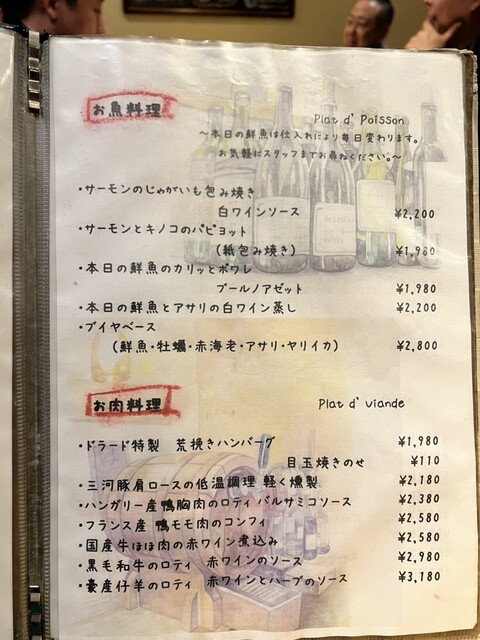 お魚料理
Plat d' Poisson
～本日の鮮魚は仕入れにより毎日変わります。
お気軽にスタッフまでお尋ねください。～
・サーモンのじゃがいも包み焼き
白ワインソース ¥2,200
・サーモンとキノコのパピヨット
(紙包み焼き) ¥1,980
・本日の鮮魚のカリッとポワレ
ブールノアゼット ¥1,980
・本日の鮮魚とアサリの白ワイン蒸し ¥2,200
・ブイヤベース
(鮮魚・牡蠣・赤海老・アサリ・ヤリイカ) ¥2,800
お肉料理
Plat d' viande
・ドラード特製 荒挽きハンバーグ ¥1,980
目玉焼きのせ ¥110
・三河豚肩ロースの低温調理 軽く燻製 ¥2,180
・ハンガリー産鴨胸肉のロティ バルサミコソース ¥2,380
・フランス産 鴨モモ肉のコンフィ ¥2,580
・国産牛ほほ肉の赤ワイン煮込み ¥2,580
・黒毛和牛のロティ 赤ワインのソース ¥2,980
・豪産仔羊のロティ 赤ワインとハーブのソース ¥3,180